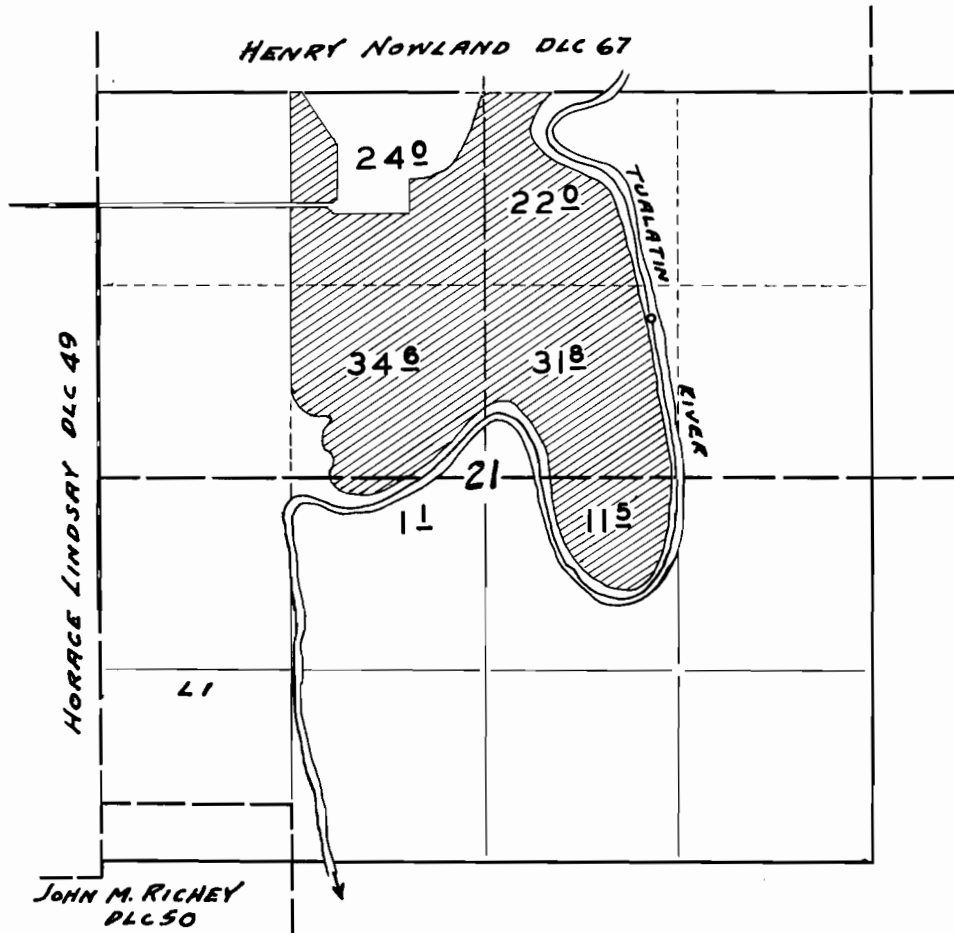 HENRY NOWLAND DLC 67
24 0
22 0
TUALATIN
34 6
31 8
RIVER
HORACE LINDSAY DLC 49
21
1 1
11 5
L1
JOHN M. RICHEY
DLC 50